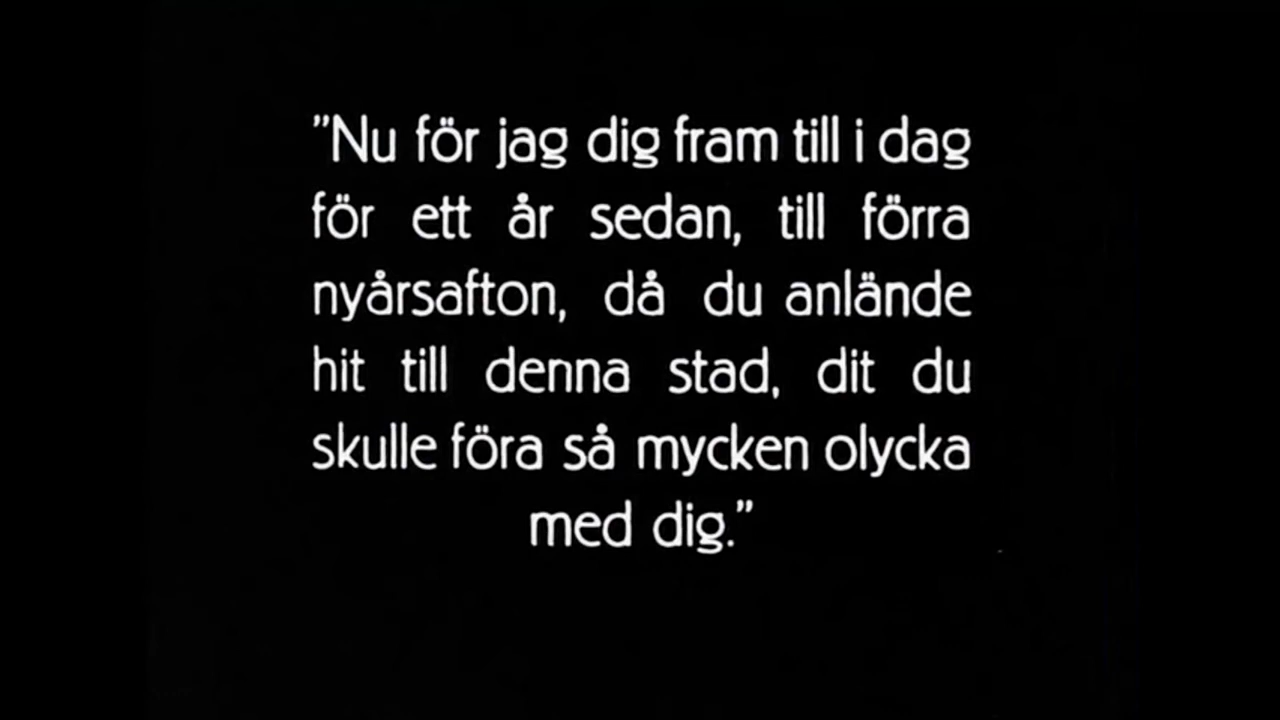 ”Nu för jag dig fram till i dag
för ett år sedan, till förra
nyårsafton, då du anlände
hit till denna stad, dit du
skulle föra så mycken olycka
med dig.”